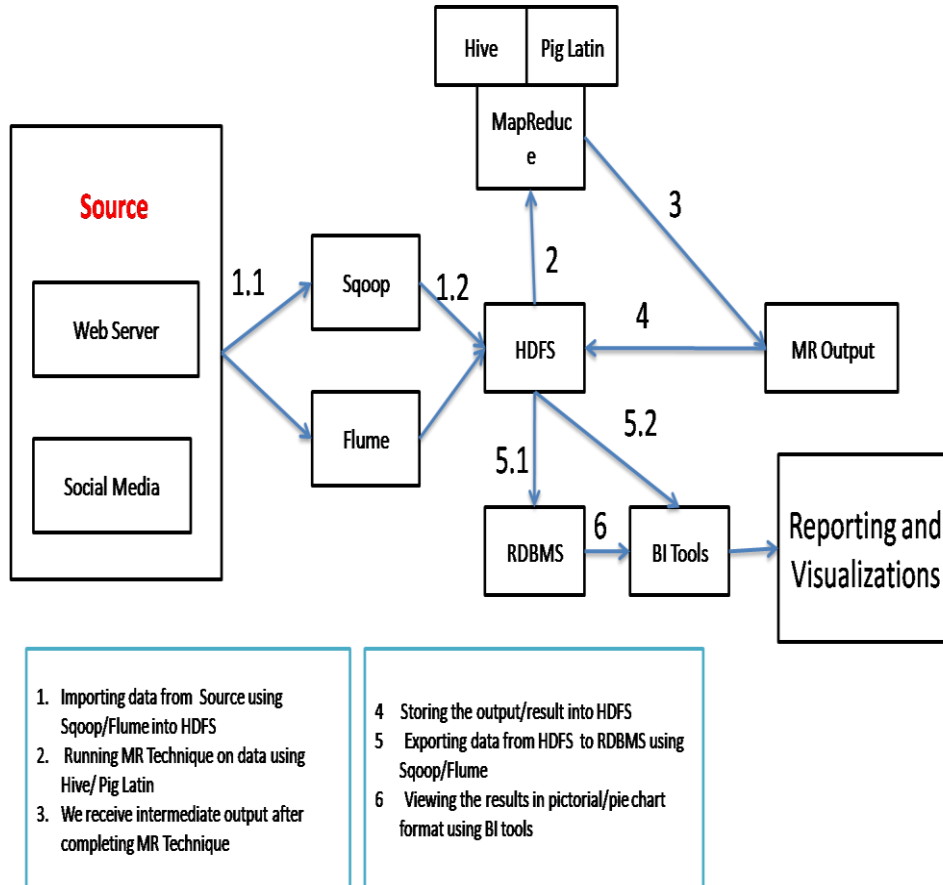 Hive
Pig Latin
MapReduc
e
Source
3
1.1
Sqoop
1.2
2
Web Server
HDFS
4
MR Output
Flume
5.2
Social Media
5.1
RDBMS
6
BI Tools
Reporting and
Visualizations
1. Importing data from Source using
Sqoop/Flume into HDFS
2. Running MR Technique on data using
Hive/ Pig Latin
3. We receive intermediate output after
completing MR Technique
4 Storing the output/result into HDFS
5 Exporting data from HDFS to RDBMS using
Sqoop/Flume
6 Viewing the results in pictorial/pie chart
format using BI tools